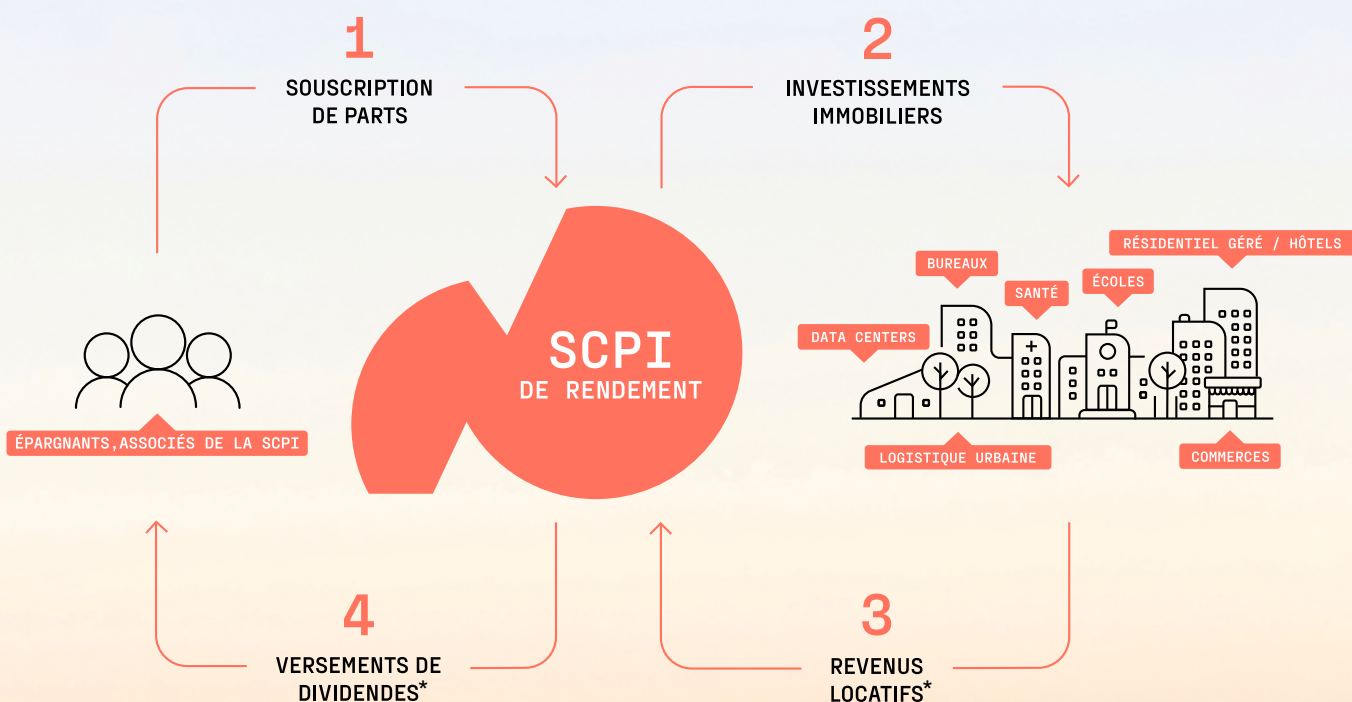 1
SOUSCRIPTION
DE PARTS
2
INVESTISSEMENTS
IMMOBILIERS
RÉSIDENTIEL GÉRÉ / HÔTELS
BUREAUX
SANTÉ
ÉCOLES
DATA CENTERS
SCPI
DE RENDEMENT
ÉPARGNANTS,ASSOCIÉS DE LA SCPI
LOGISTIQUE URBAINE
COMMERCES
4
VERSEMENTS DE
DIVIDENDES*
3
REVENUS
LOCATIFS*